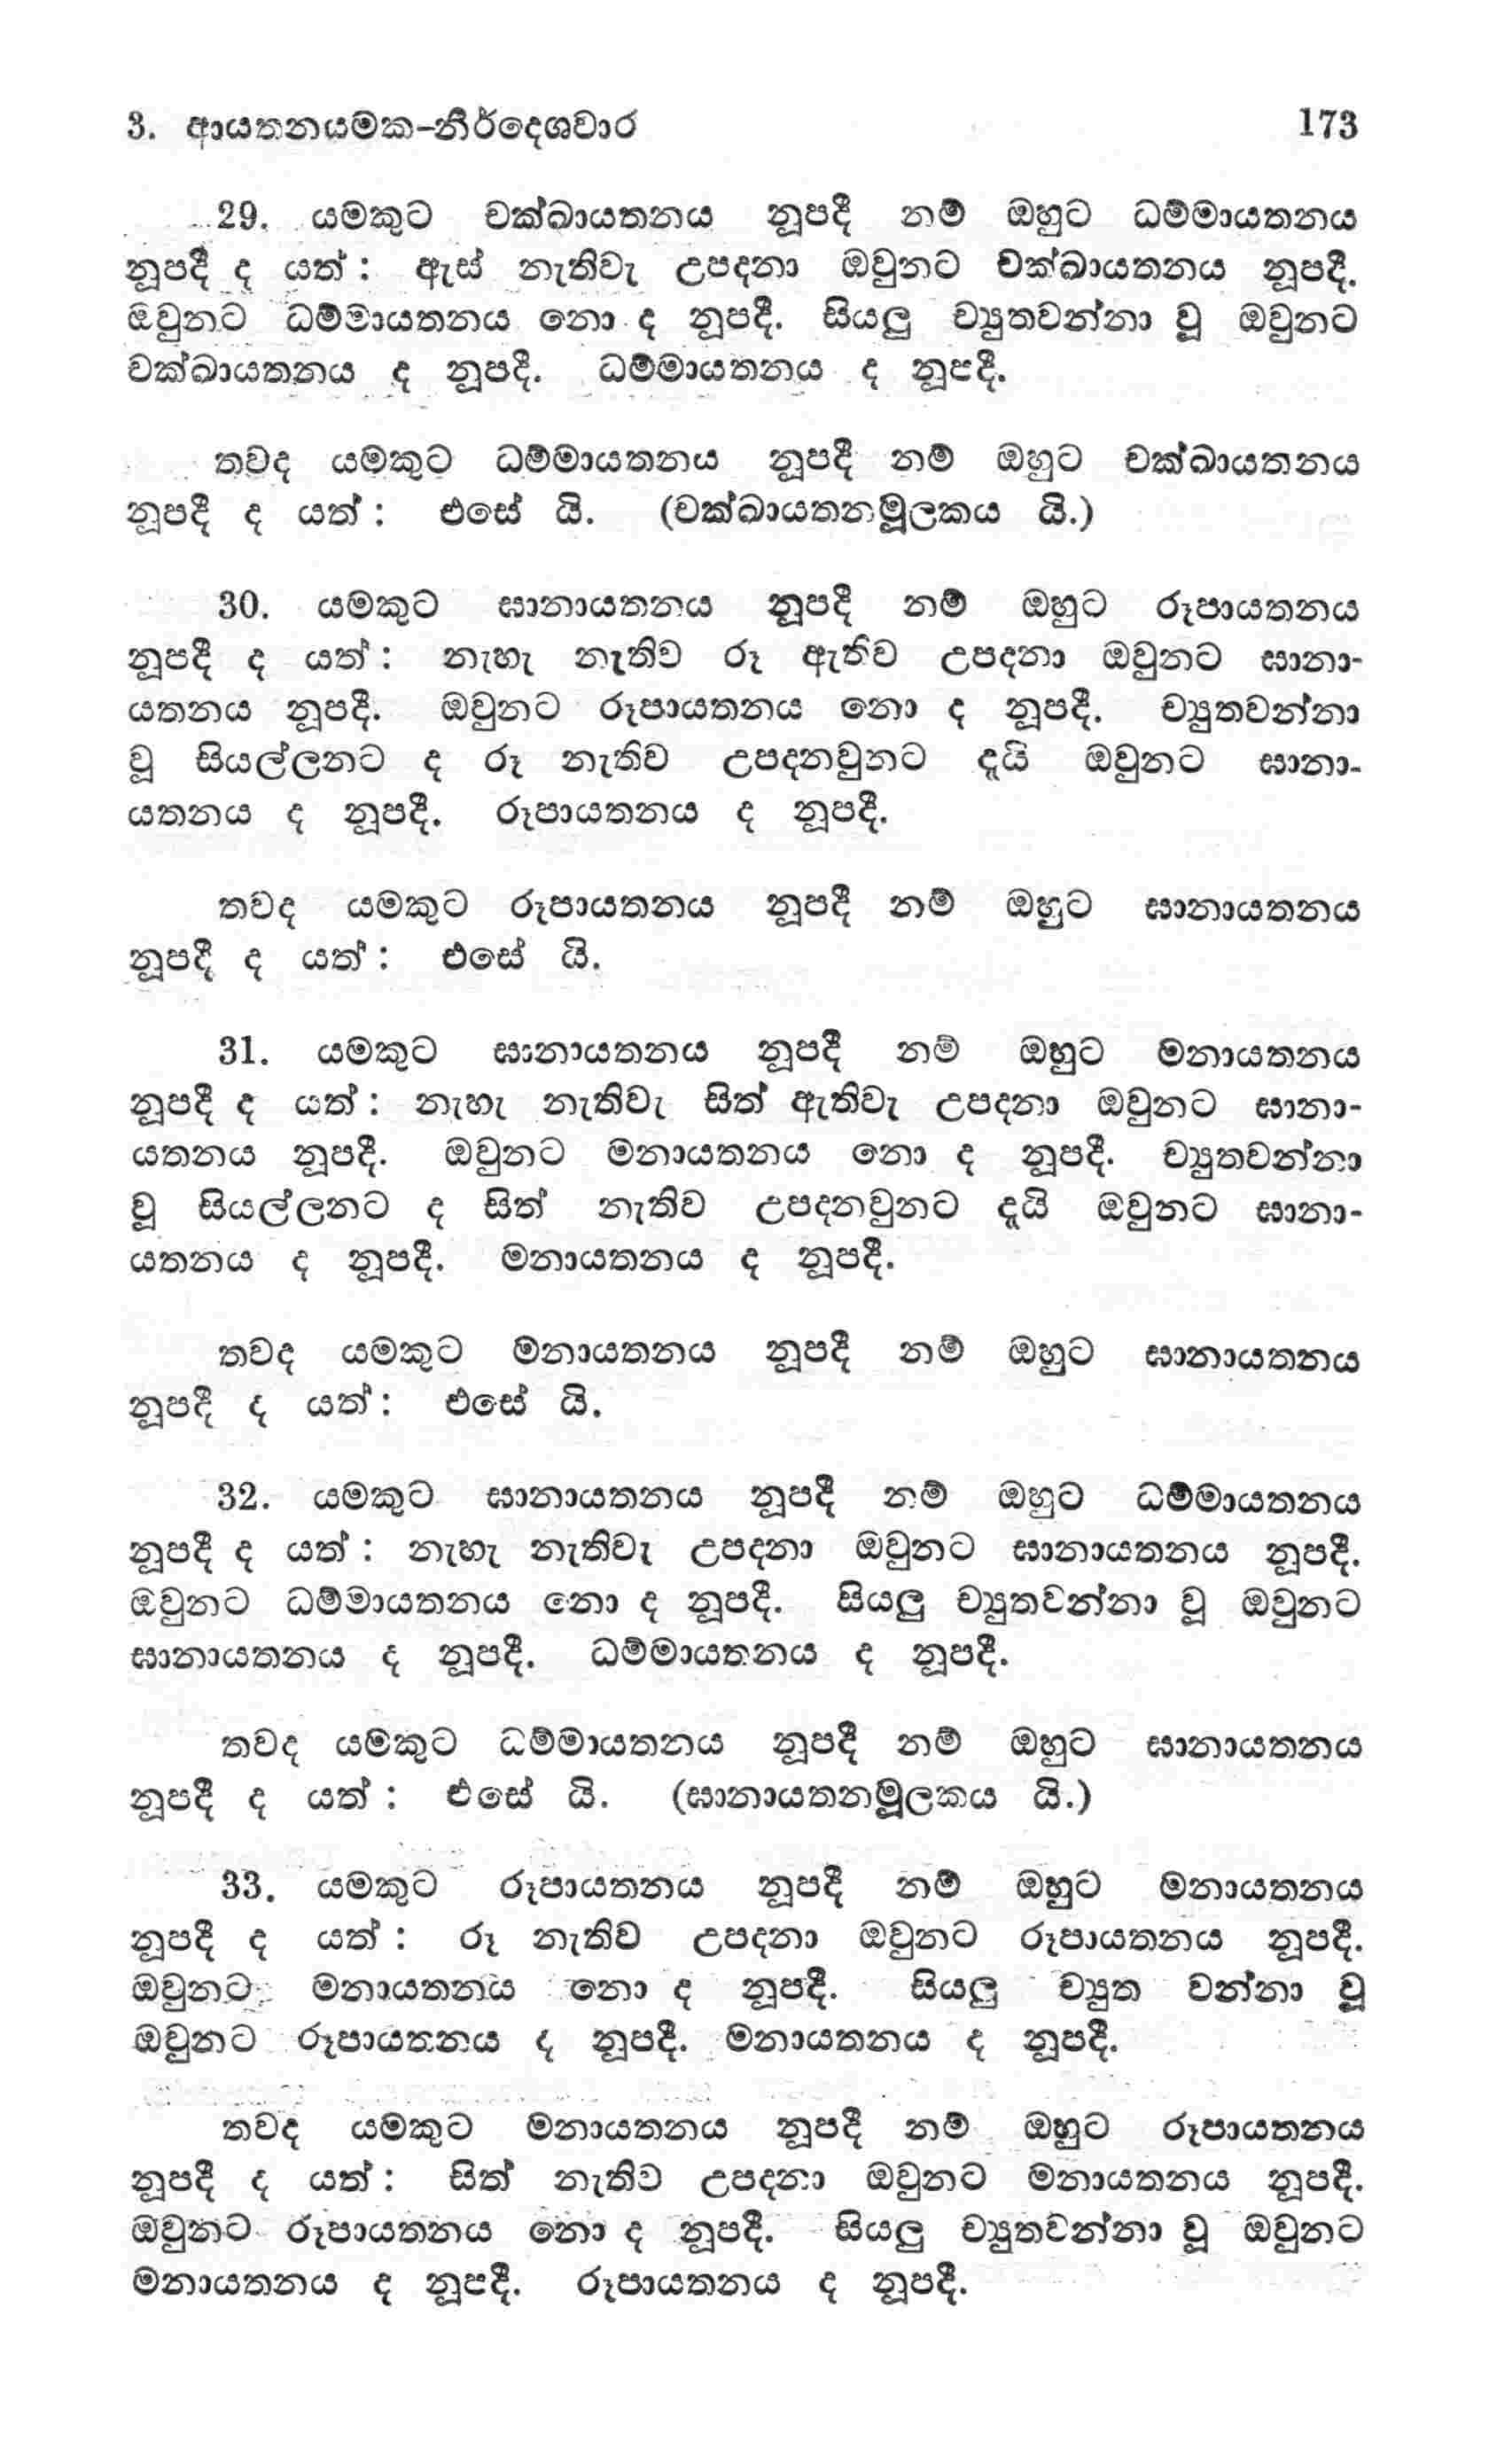 3. ආයතනයමක-නිර්දෙශවාර 173
29. යමකුට චක්ඛායතනය නූපදී නම් ඔහුට ධම්මායතනය
නූපදී ද යත්: ඇස් නැතිවැ උපදනා ඔවුනට චක්ඛායතනය නූපදී.
ඔවුනට ධම්මායතනය නො ද නූපදී. සියලු ච්‍යුතවන්නා වූ ඔවුනට
චක්ඛායතනය ද නූපදී. ධම්මායතනය ද නූපදී.
තවද යමකුට ධම්මායතනය නූපදී නම් ඔහුට චක්ඛායතනය
නූපදී ද යත්: එසේ යි. (චක්ඛායතනමූලකය යි.)
30. යමකුට ඝානායතනය නූපදී නම් ඔහුට රූපායතනය
නූපදී ද යත්: නැහැ නැතිව රූ ඇතිව උපදනා ඔවුනට ඝානා-
යතනය නූපදී. ඔවුනට රූපායතනය නො ද නූපදී. ච්‍යුතවන්නා
වූ සියල්ලනට ද රූ නැතිව උපදනවුනට දැයි ඔවුනට ඝානා-
යතනය ද නූපදී. රූපායතනය ද නූපදී.
තවද යමකුට රූපායතනය නූපදී නම් ඔහුට ඝානායතනය
නූපදී ද යත්: එසේ යි.
31. යමකුට ඝානායතනය නූපදී නම් ඔහුට මනායතනය
නූපදී ද යත්: නැහැ නැතිවැ සිත් ඇතිවැ උපදනා ඔවුනට ඝානා-
යතනය නූපදී. ඔවුනට මනායතනය නො ද නූපදී. ච්‍යුතවන්නා
වූ සියල්ලනට ද සිත් නැතිව උපදනවුනට දැයි ඔවුනට ඝානා-
යතනය ද නූපදී. මනායතනය ද නූපදී.
තවද යමකුට මනායතනය නූපදී නම් ඔහුට ඝානායතනය
නූපදී ද යත්: එසේ යි.
32. යමකුට ඝානායතනය නූපදී නම් ඔහුට ධම්මායතනය
නූපදී ද යත්: නැහැ නැතිවැ උපදනා ඔවුනට ඝානායතනය නූපදී.
ඔවුනට ධම්මායතනය නො ද නූපදී. සියලු ච්‍යුතවන්නා වූ ඔවුනට
ඝානායතනය ද නූපදී. ධම්මායතනය ද නූපදී.
තවද යමකුට ධම්මායතනය නූපදී නම් ඔහුට ඝානායතනය
නූපදී ද යත්: එසේ යි. (ඝානායතනමූලකය යි.)
33. යමකුට රූපායතනය නූපදී නම් ඔහුට මනායතනය
නූපදී ද යත්: රූ නැතිව උපදනා ඔවුනට රූපායතනය නූපදී.
ඔවුනට මනායතනය නො ද නූපදී. සියලු ච්‍යුත වන්නා වූ
ඔවුනට රූපායතනය ද නූපදී. මනායතනය ද නූපදී.
තවද යමකුට මනායතනය නූපදී නම් ඔහුට රූපායතනය
නූපදී ද යත්: සිත් නැතිව උපදනා ඔවුනට මනායතනය නූපදී.
ඔවුනට රූපායතනය නො ද නූපදී. සියලු ච්‍යුතවන්නා වූ ඔවුනට
මනායතනය ද නූපදී. රූපායතනය ද නූපදී.